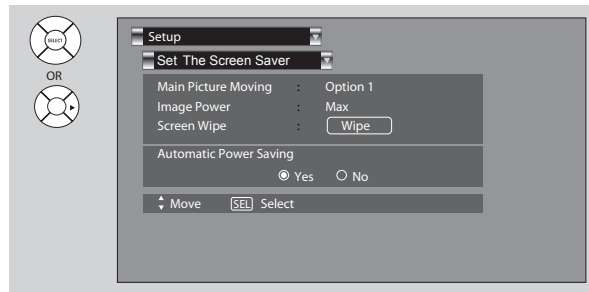 SELECT
OR
Setup
Set The Screen Saver
Main Picture Moving : Option 1
Image Power : Max
Screen Wipe : Wipe
Automatic Power Saving
Yes No
Move SEL Select